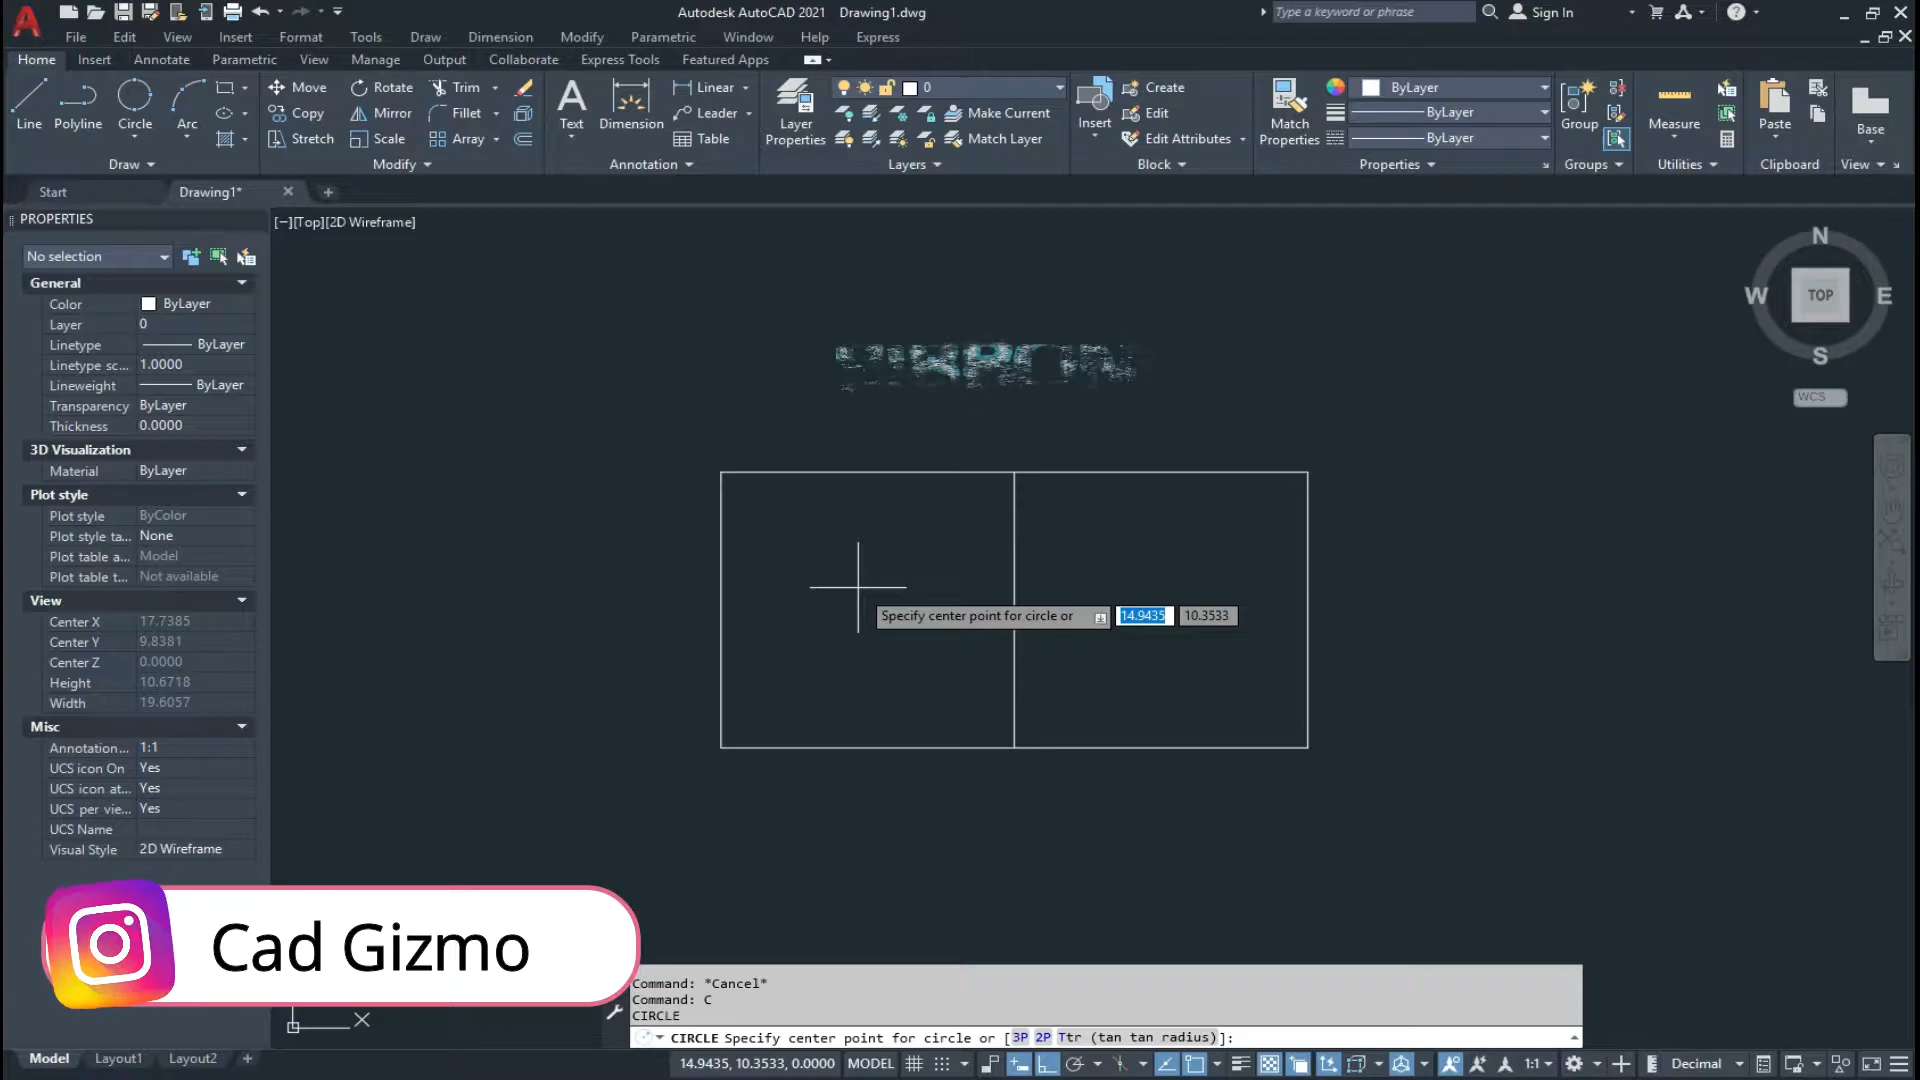 Autodesk AutoCAD 2021 Drawing1.dwg
Type a keyword or phrase
Sign In
File Edit View Insert Format Tools Draw Dimension Modify Parametric Window Help Express
Home Insert Annotate Parametric View Manage Output Collaborate Express Tools Featured Apps
Move Rotate Trim Linear 0 Create ByLayer
Line Polyline Circle Arc Copy Mirror Fillet Text Dimension Leader Layer Properties Make Current Insert Edit Match Properties ByLayer Group Measure Paste Base
Stretch Scale Array Table Match Layer Edit Attributes ByLayer
Draw Modify Annotation Layers Block Properties Groups Utilities Clipboard View
Start Drawing1*
PROPERTIES
[−][Top][2D Wireframe]
No selection
General
Color ByLayer
Layer 0
Linetype ByLayer
Linetype sc... 1.0000
Lineweight ByLayer
Transparency ByLayer
Thickness 0.0000
3D Visualization
Material ByLayer
Plot style
Plot style ByColor
Plot style ta... None
Plot table a... Model
Plot table t... Not available
View
Center X 17.7385
Center Y 9.8381
Center Z 0.0000
Height 10.6718
Width 19.6057
Misc
Annotation... 1:1
UCS icon On Yes
UCS icon at... Yes
UCS per vie... Yes
UCS Name
Visual Style 2D Wireframe
N
W TOP E
S
WCS
Specify center point for circle or 14.9435 10.3533
Cad Gizmo
X
Command: *Cancel*
Command: C
CIRCLE
CIRCLE Specify center point for circle or [3P 2P Ttr (tan tan radius)]:
Model Layout1 Layout2
14.9435, 10.3533, 0.0000 MODEL 1:1 Decimal